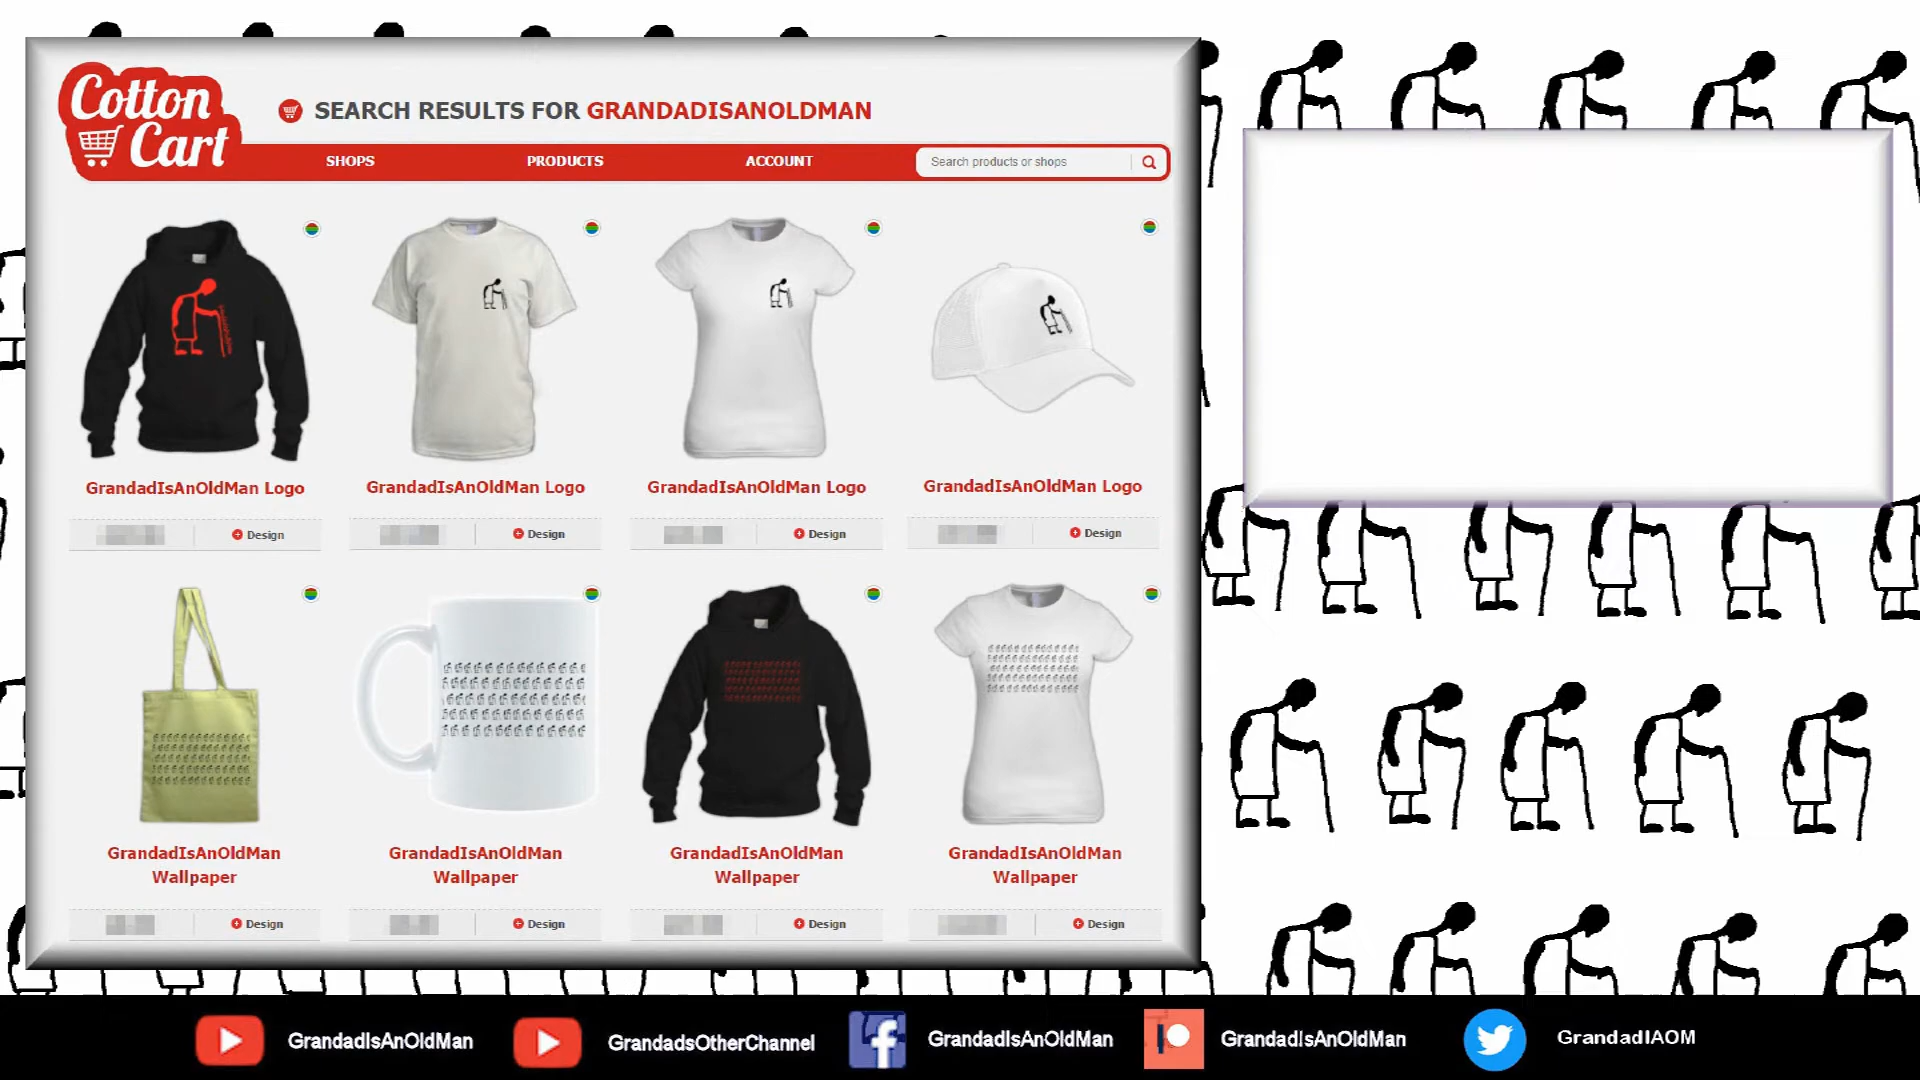 Cotton
Cart
SEARCH RESULTS FOR GRANDADISANOLDMAN
SHOPS PRODUCTS ACCOUNT Search products or shops
GrandadIsAnOldMan Logo GrandadIsAnOldMan Logo GrandadIsAnOldMan Logo GrandadIsAnOldMan Logo
Design Design Design Design
GrandadIsAnOldMan GrandadIsAnOldMan GrandadIsAnOldMan GrandadIsAnOldMan
Wallpaper Wallpaper Wallpaper Wallpaper
Design Design Design Design
GrandadIsAnOldMan GrandadsOtherChannel GrandadIsAnOldMan GrandadIsAnOldMan GrandadIAOM